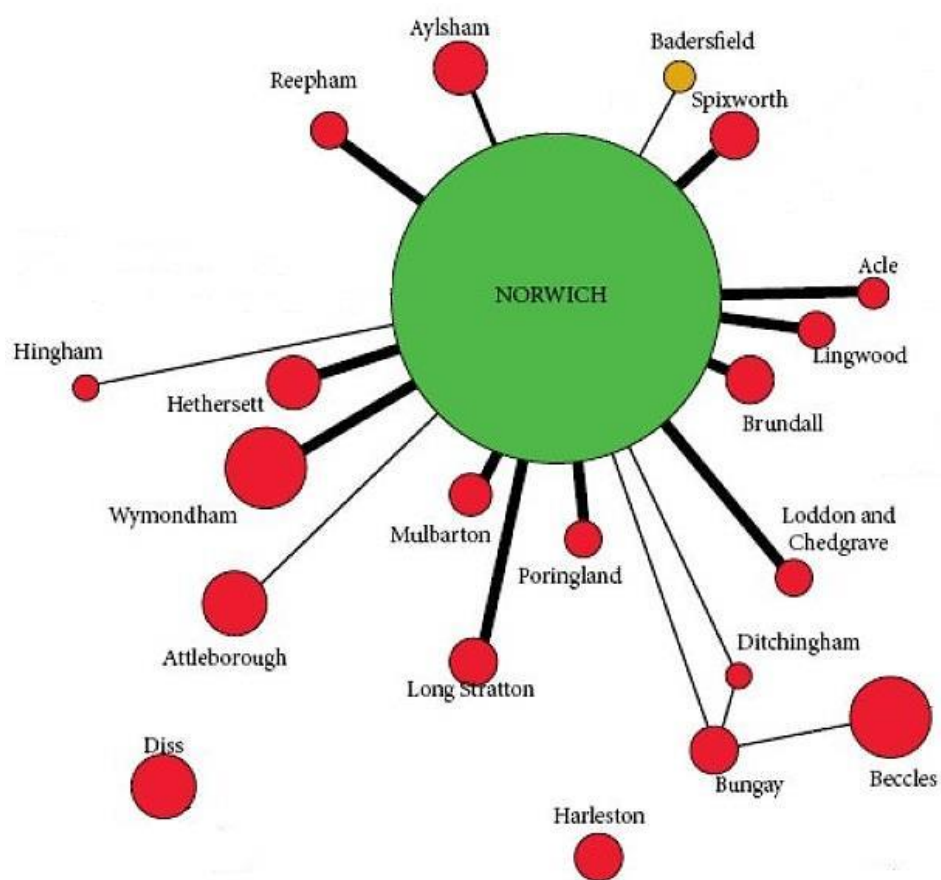 Aylsham
Badersfield
Reepham
Spixworth
NORWICH
Acle
Hingham
Lingwood
Hethersett
Brundall
Wymondham
Mulbarton
Loddon and
Chedgrave
Poringland
Attleborough
Ditchingham
Long Stratton
Diss
Bungay
Beccles
Harleston